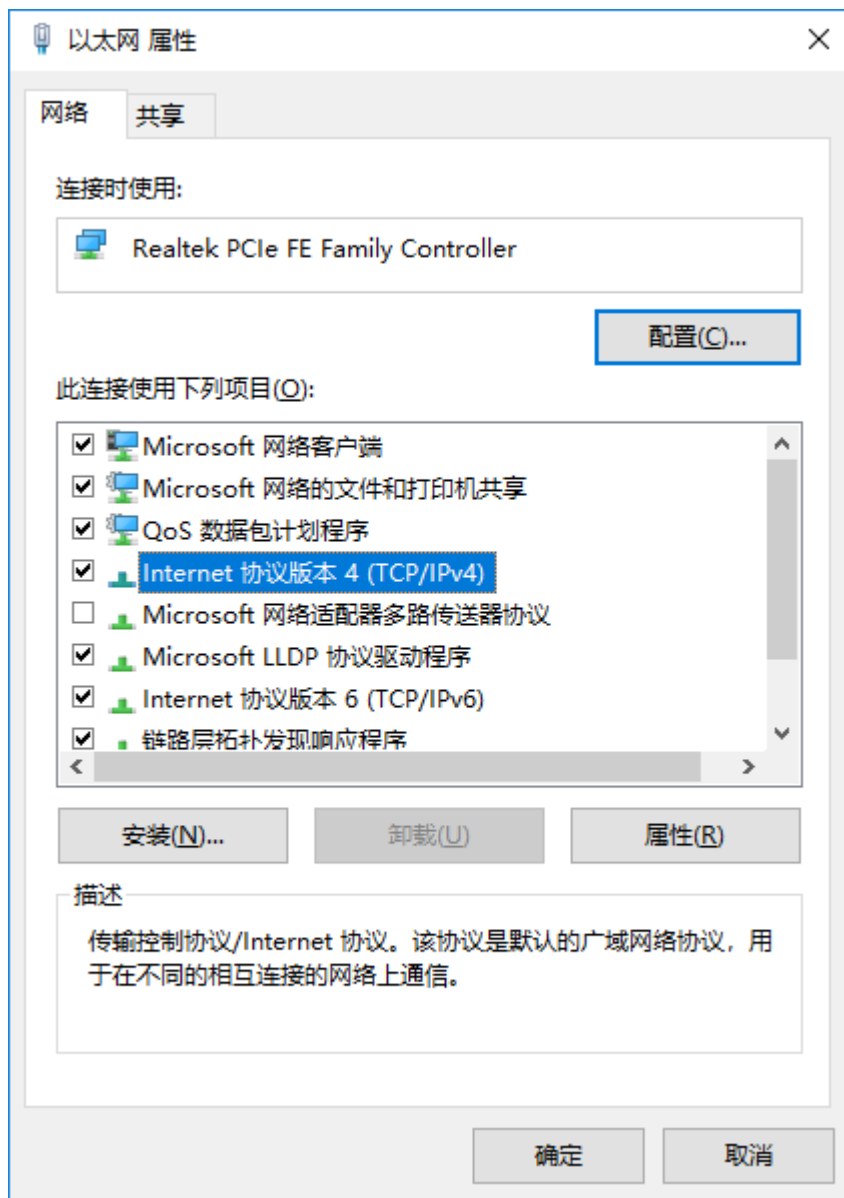 以太网 属性
网络
共享
连接时使用:
Realtek PCIe FE Family Controller
配置(C)...
此连接使用下列项目(O):
Microsoft 网络客户端
Microsoft 网络的文件和打印机共享
QoS 数据包计划程序
Internet 协议版本 4 (TCP/IPv4)
Microsoft 网络适配器多路传送器协议
Microsoft LLDP 协议驱动程序
Internet 协议版本 6 (TCP/IPv6)
链路层拓扑发现响应程序
安装(N)...
卸载(U)
属性(R)
描述
传输控制协议/Internet 协议。该协议是默认的广域网络协议，用
于在不同的相互连接的网络上通信。
确定
取消